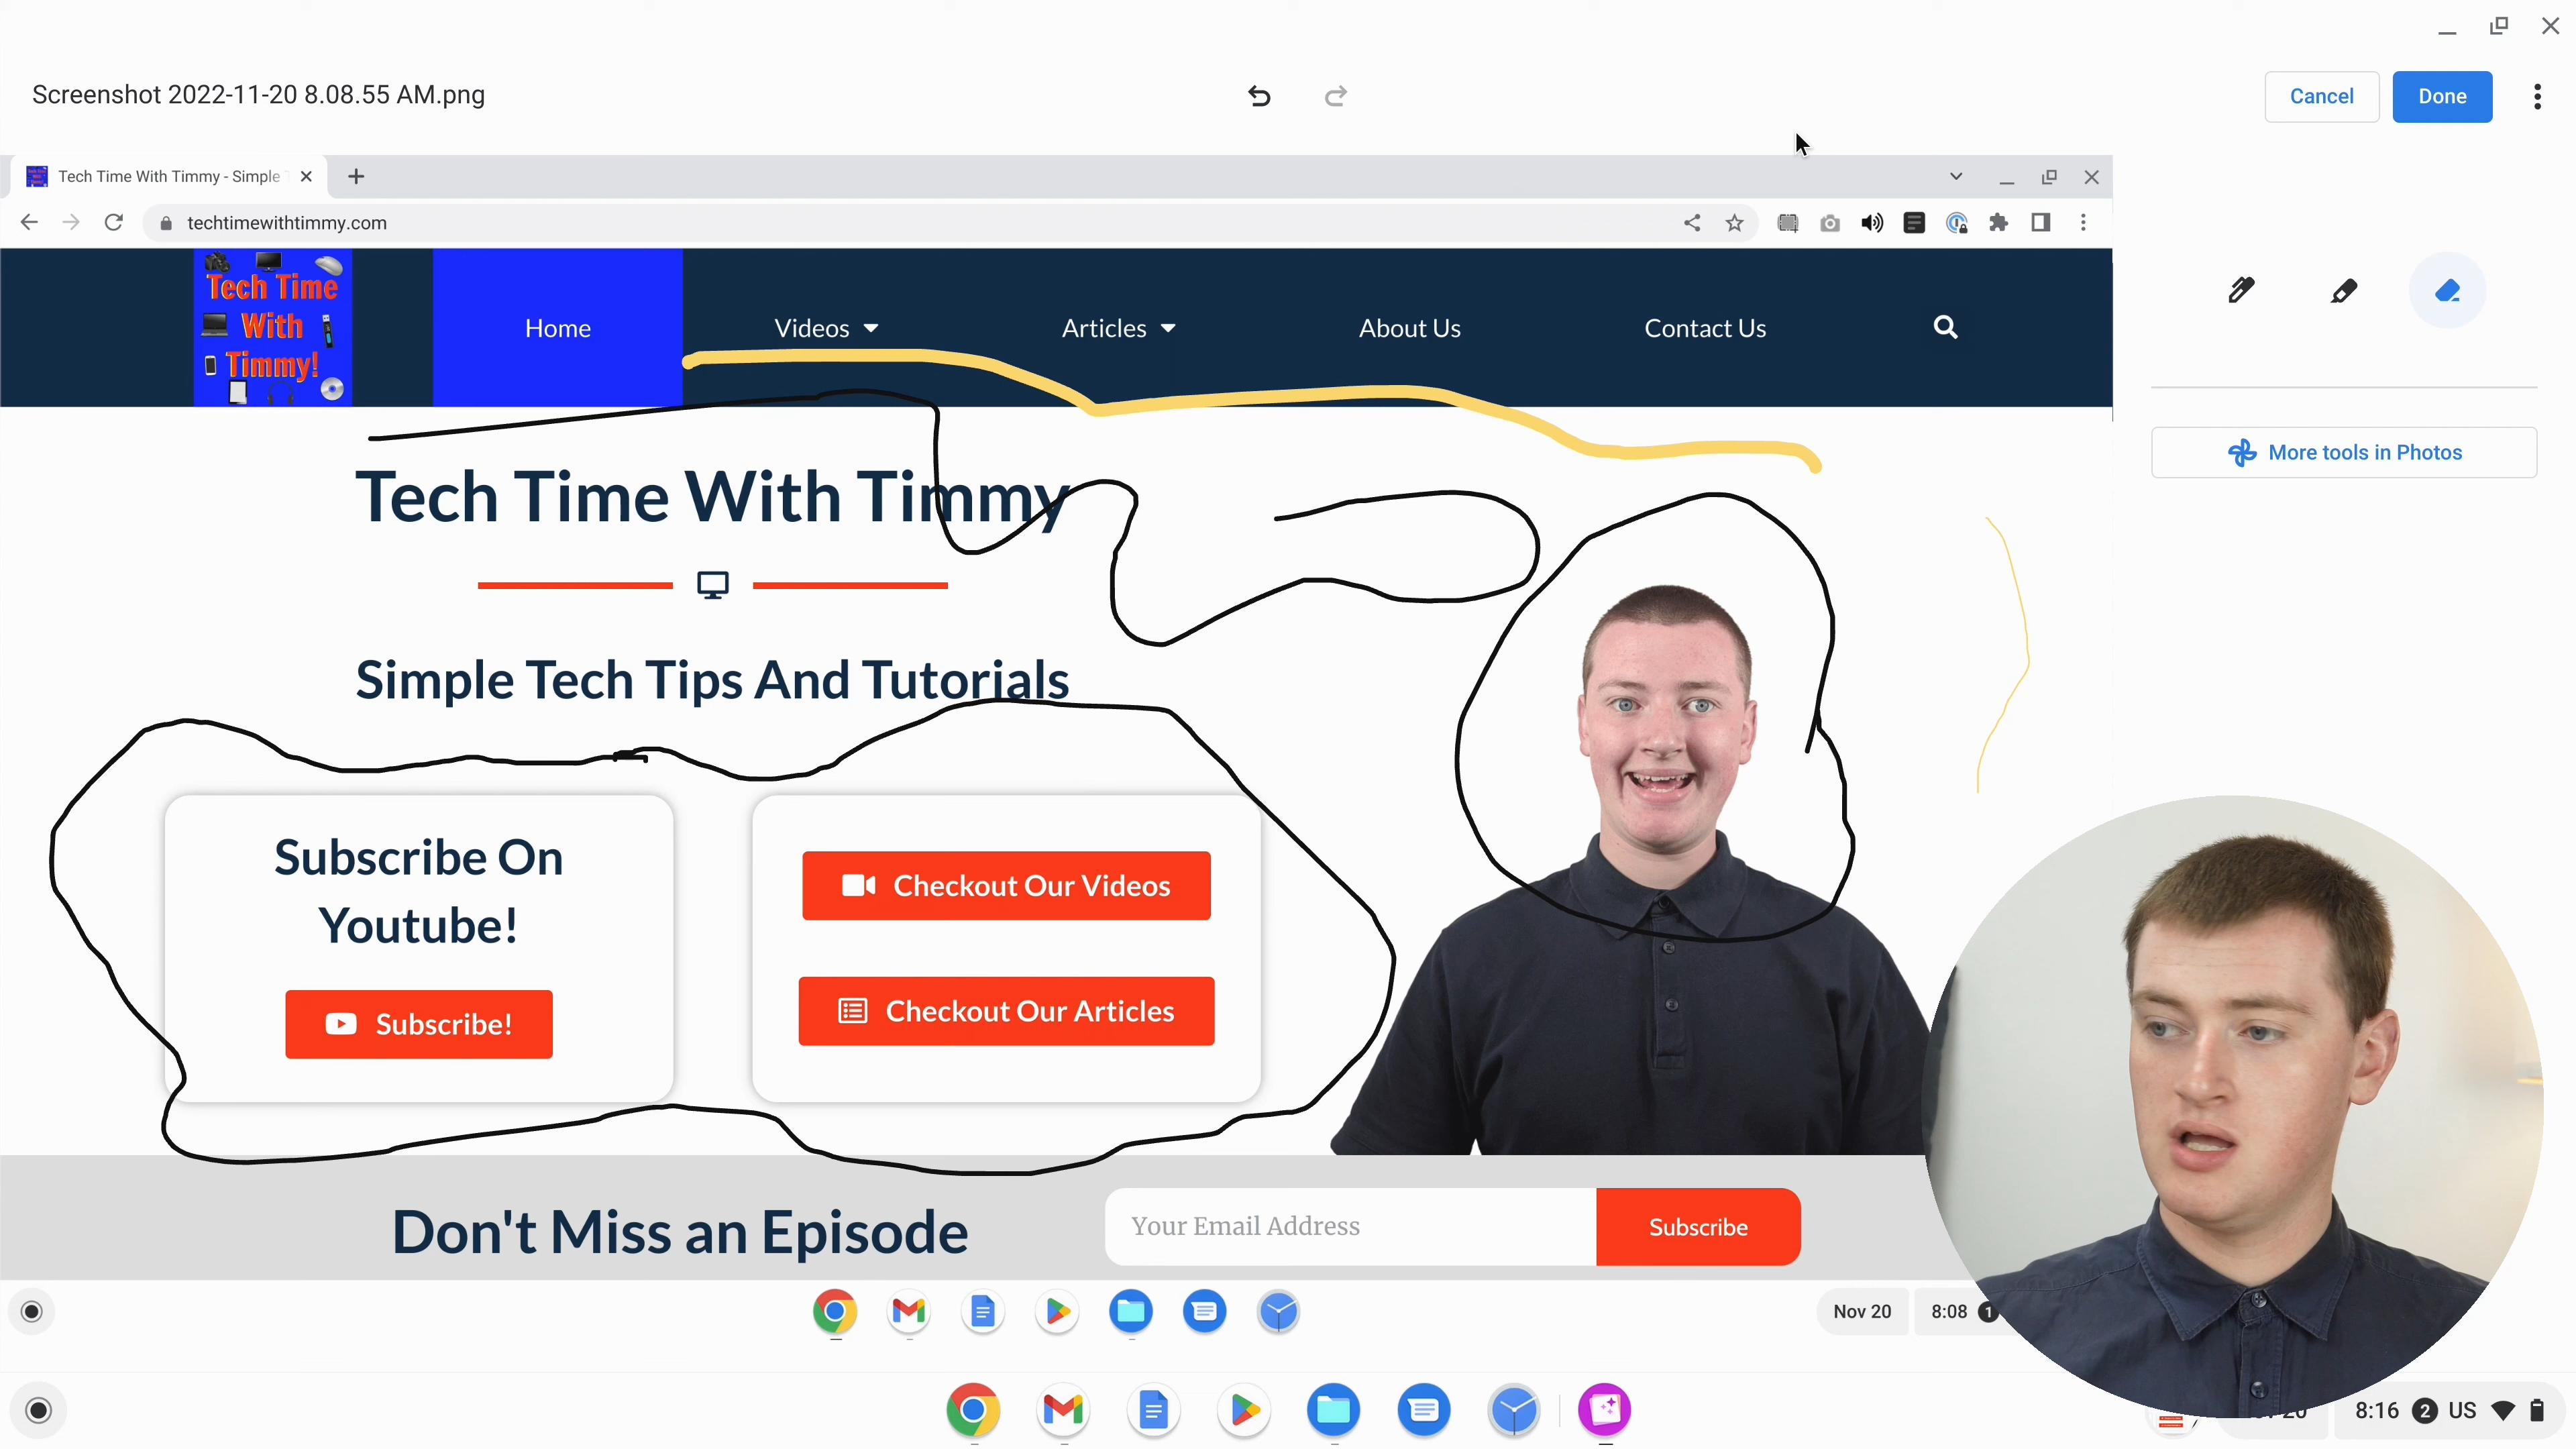 Screenshot 2022-11-20 8.08.55 AM.png
Cancel
Done
Tech Time With Timmy - Simple
techtimewithtimmy.com
Tech Time
With
Timmy!
Home
Videos
Articles
About Us
Contact Us
More tools in Photos
Tech Time With Timmy
Simple Tech Tips And Tutorials
Subscribe On
Youtube!
Subscribe!
Checkout Our Videos
Checkout Our Articles
Don't Miss an Episode
Your Email Address
Subscribe
Nov 20
8:08
1
8:16
2
US